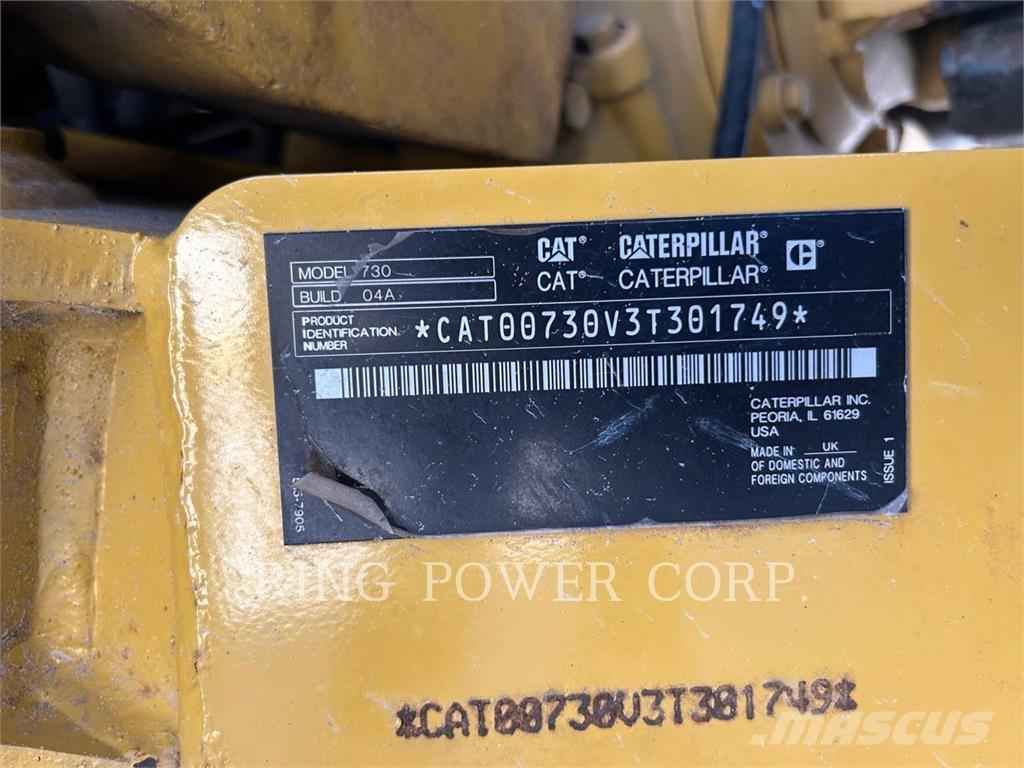 MODEL 730
BUILD 04A
CAT® CATERPILLAR® C®
CAT® CATERPILLAR®
PRODUCT
IDENTIFICATION
NUMBER
*CAT00730V3T301749*
CATERPILLAR INC.
PEORIA, IL 61629
USA
MADE IN UK
OF DOMESTIC AND
FOREIGN COMPONENTS
ISSUE 1
-7905
RING POWER CORP.
*CAT00730V3T301749*
MASCUS